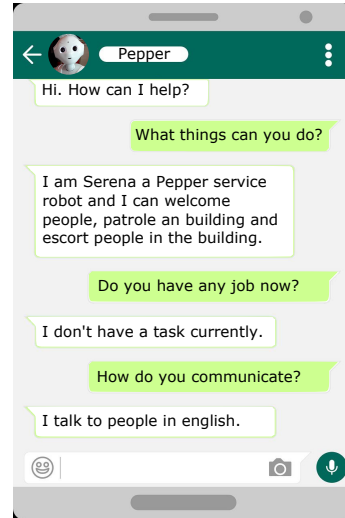 Pepper
Hi. How can I help?
What things can you do?
I am Serena a Pepper service
robot and I can welcome
people, patrole an building and
escort people in the building.
Do you have any job now?
I don't have a task currently.
How do you communicate?
I talk to people in english.